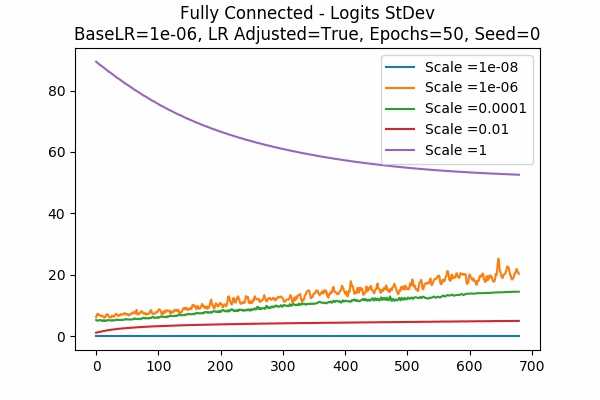 Fully Connected - Logits StDev
BaseLR=1e-06, LR Adjusted=True, Epochs=50, Seed=0
Scale =1e-08
Scale =1e-06
Scale =0.0001
Scale =0.01
Scale =1
80
60
40
20
0
0 100 200 300 400 500 600 700